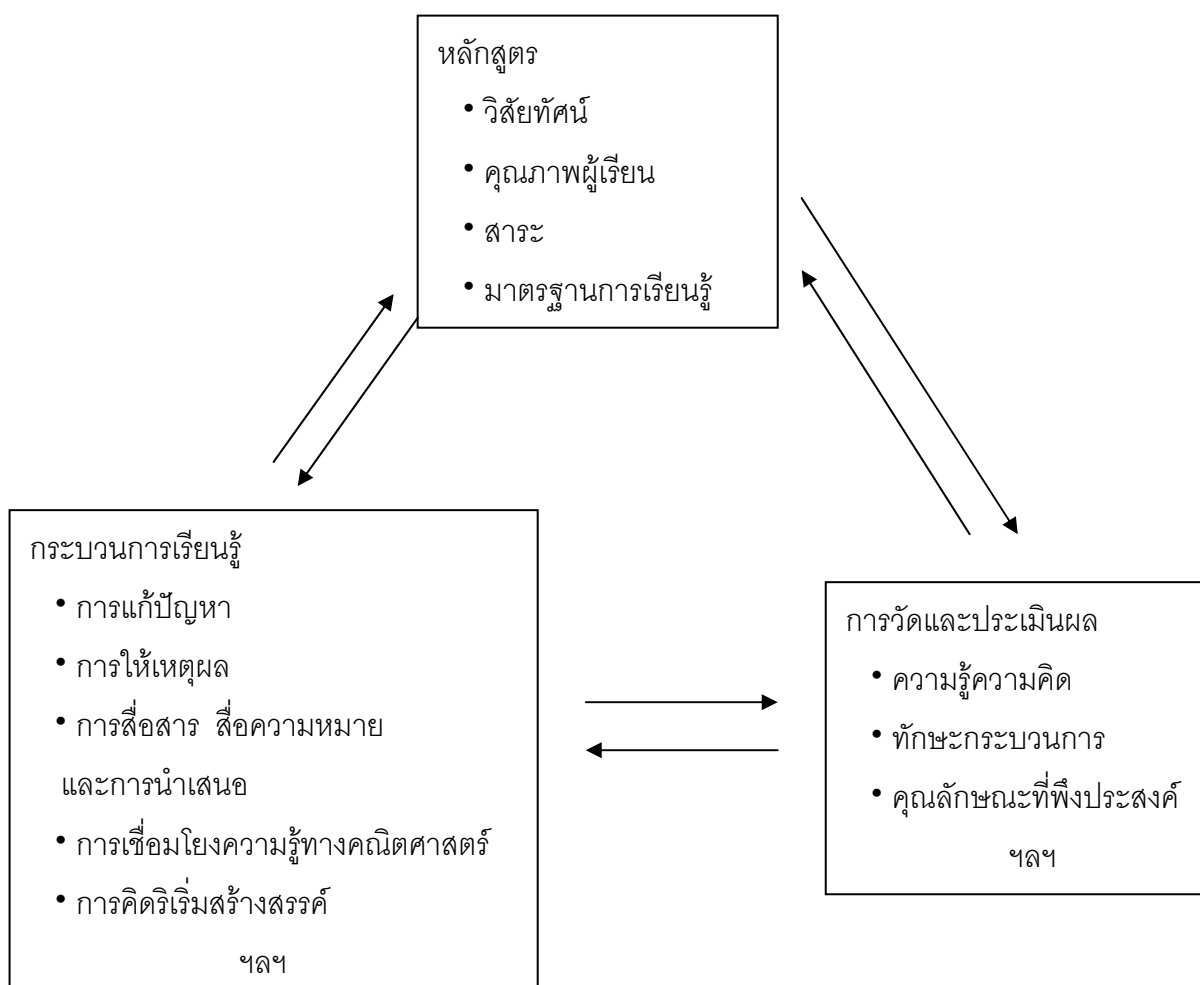 หลักสูตร
• วิสัยทัศน์
• คุณภาพผู้เรียน
• สาระ
• มาตรฐานการเรียนรู้
กระบวนการเรียนรู้
• การแก้ปัญหา
• การให้เหตุผล
• การสื่อสาร สื่อความหมาย
และการนำเสนอ
• การเชื่อมโยงความรู้ทางคณิตศาสตร์
• การคิดริเริ่มสร้างสรรค์
ฯลฯ
การวัดและประเมินผล
• ความรู้ความคิด
• ทักษะกระบวนการ
• คุณลักษณะที่พึงประสงค์
ฯลฯ